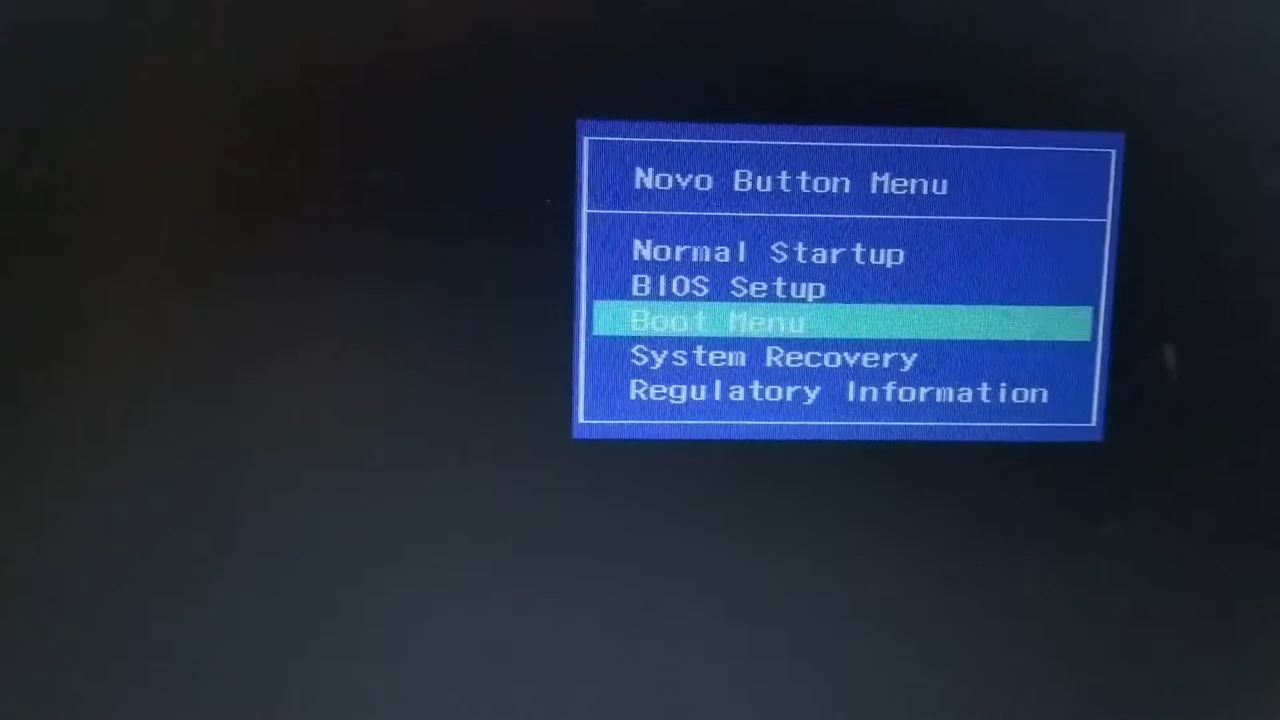 Novo Button Menu
Normal Startup
BIOS Setup
Boot Menu
System Recovery
Regulatory Information